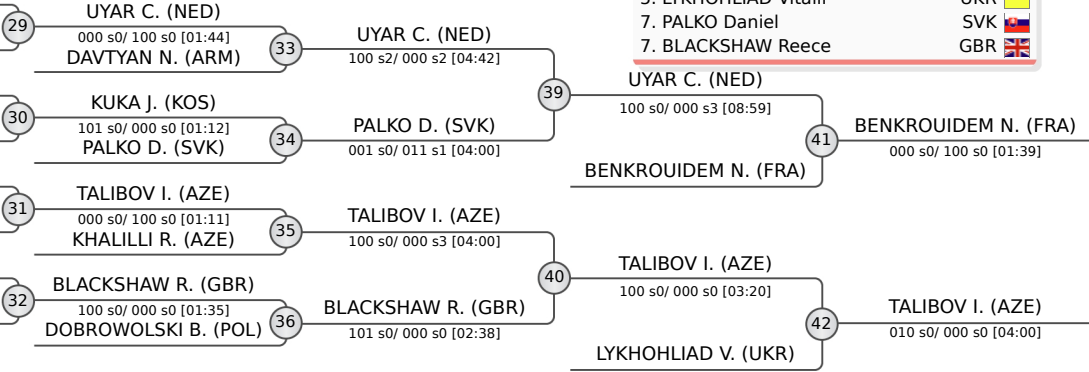 5. LYKHOHLIAD Vitalii UKR
7. PALKO Daniel SVK
7. BLACKSHAW Reece GBR
29
UYAR C. (NED)
000 s0/ 100 s0 [01:44]
DAVTYAN N. (ARM)
33
UYAR C. (NED)
100 s2/ 000 s2 [04:42]
30
KUKA J. (KOS)
101 s0/ 000 s0 [01:12]
PALKO D. (SVK)
34
PALKO D. (SVK)
001 s0/ 011 s1 [04:00]
39
UYAR C. (NED)
100 s0/ 000 s3 [08:59]
BENKROUIDEM N. (FRA)
41
BENKROUIDEM N. (FRA)
000 s0/ 100 s0 [01:39]
31
TALIBOV I. (AZE)
000 s0/ 100 s0 [01:11]
KHALILLI R. (AZE)
35
TALIBOV I. (AZE)
100 s0/ 000 s3 [04:00]
32
BLACKSHAW R. (GBR)
100 s0/ 000 s0 [01:35]
DOBROWOLSKI B. (POL)
36
BLACKSHAW R. (GBR)
101 s0/ 000 s0 [02:38]
40
TALIBOV I. (AZE)
100 s0/ 000 s0 [03:20]
LYKHOHLIAD V. (UKR)
42
TALIBOV I. (AZE)
010 s0/ 000 s0 [04:00]